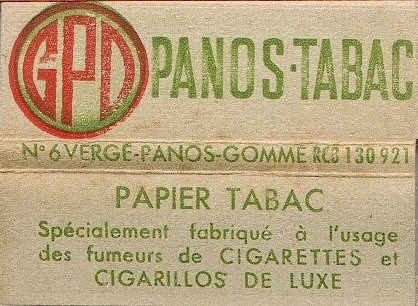 GPD PANOS-TABAC
N° 6 VERGÉ-PANOS-GOMMÉ RCB 130 921
PAPIER TABAC
Spécialement fabriqué à l'usage
des fumeurs de CIGARETTES et
CIGARILLOS DE LUXE